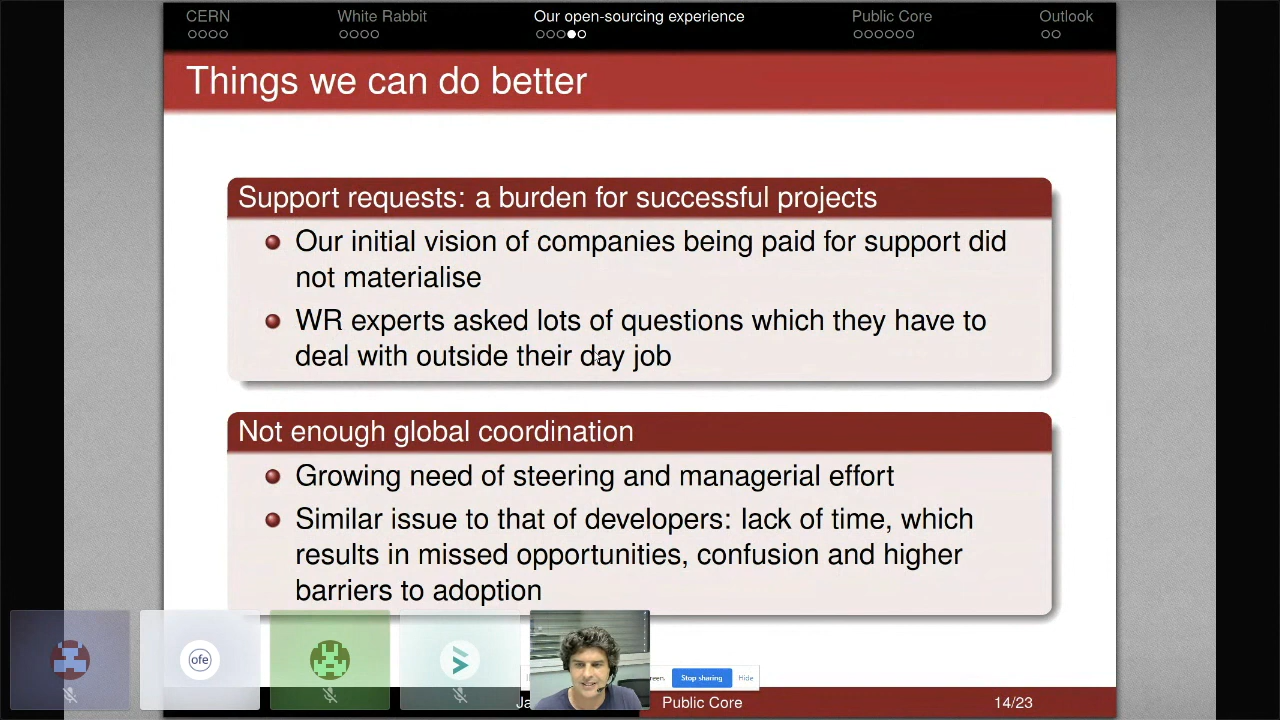 CERN White Rabbit Our open-sourcing experience Public Core Outlook
Things we can do better
Support requests: a burden for successful projects
Our initial vision of companies being paid for support did
not materialise
WR experts asked lots of questions which they have to
deal with outside their day job
Not enough global coordination
Growing need of steering and managerial effort
Similar issue to that of developers: lack of time, which
results in missed opportunities, confusion and higher
barriers to adoption
ofe
Stop sharing Hide
Public Core 14/23